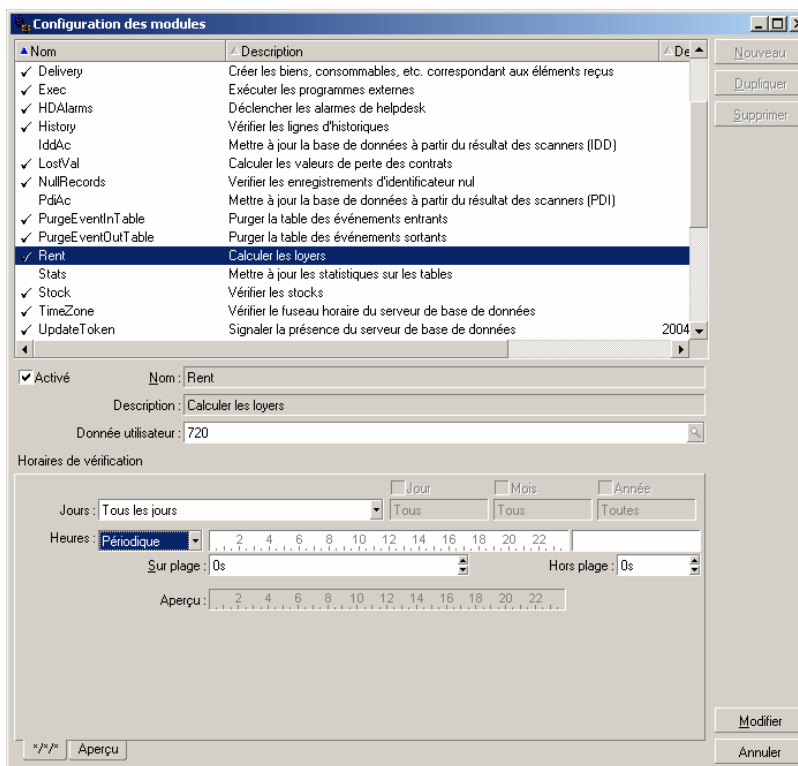 Configuration des modules
Nom Description De
Nouveau
Delivery Créer les biens, consommables, etc. correspondant aux éléments reçus
Exec Exécuter les programmes externes
Dupliquer
HDAlarms Déclencher les alarmes de helpdesk
History Vérifier les lignes d'historiques
Supprimer
IddAc Mettre à jour la base de données à partir du résultat des scanners (IDD)
LostVal Calculer les valeurs de perte des contrats
NullRecords Verifier les enregistrements d'identificateur nul
PdiAc Mettre à jour la base de données à partir du résultat des scanners (PDI)
PurgeEventInTable Purger la table des événements entrants
PurgeEventOutTable Purger la table des événements sortants
Rent Calculer les loyers
Stats Mettre à jour les statistiques sur les tables
Stock Vérifier les stocks
TimeZone Vérifier le fuseau horaire du serveur de base de données
UpdateToken Signaler la présence du serveur de base de données 2004
Activé Nom : Rent
Description : Calculer les loyers
Donnée utilisateur : 720
Horaires de vérification
Jour Mois Année
Jours : Tous les jours Tous Tous Toutes
Heures : Périodique 2 4 6 8 10 12 14 16 18 20 22
Sur plage : 0s Hors plage : 0s
Aperçu : 2 4 6 8 10 12 14 16 18 20 22
Modifier
*/*/* Aperçu
Annuler